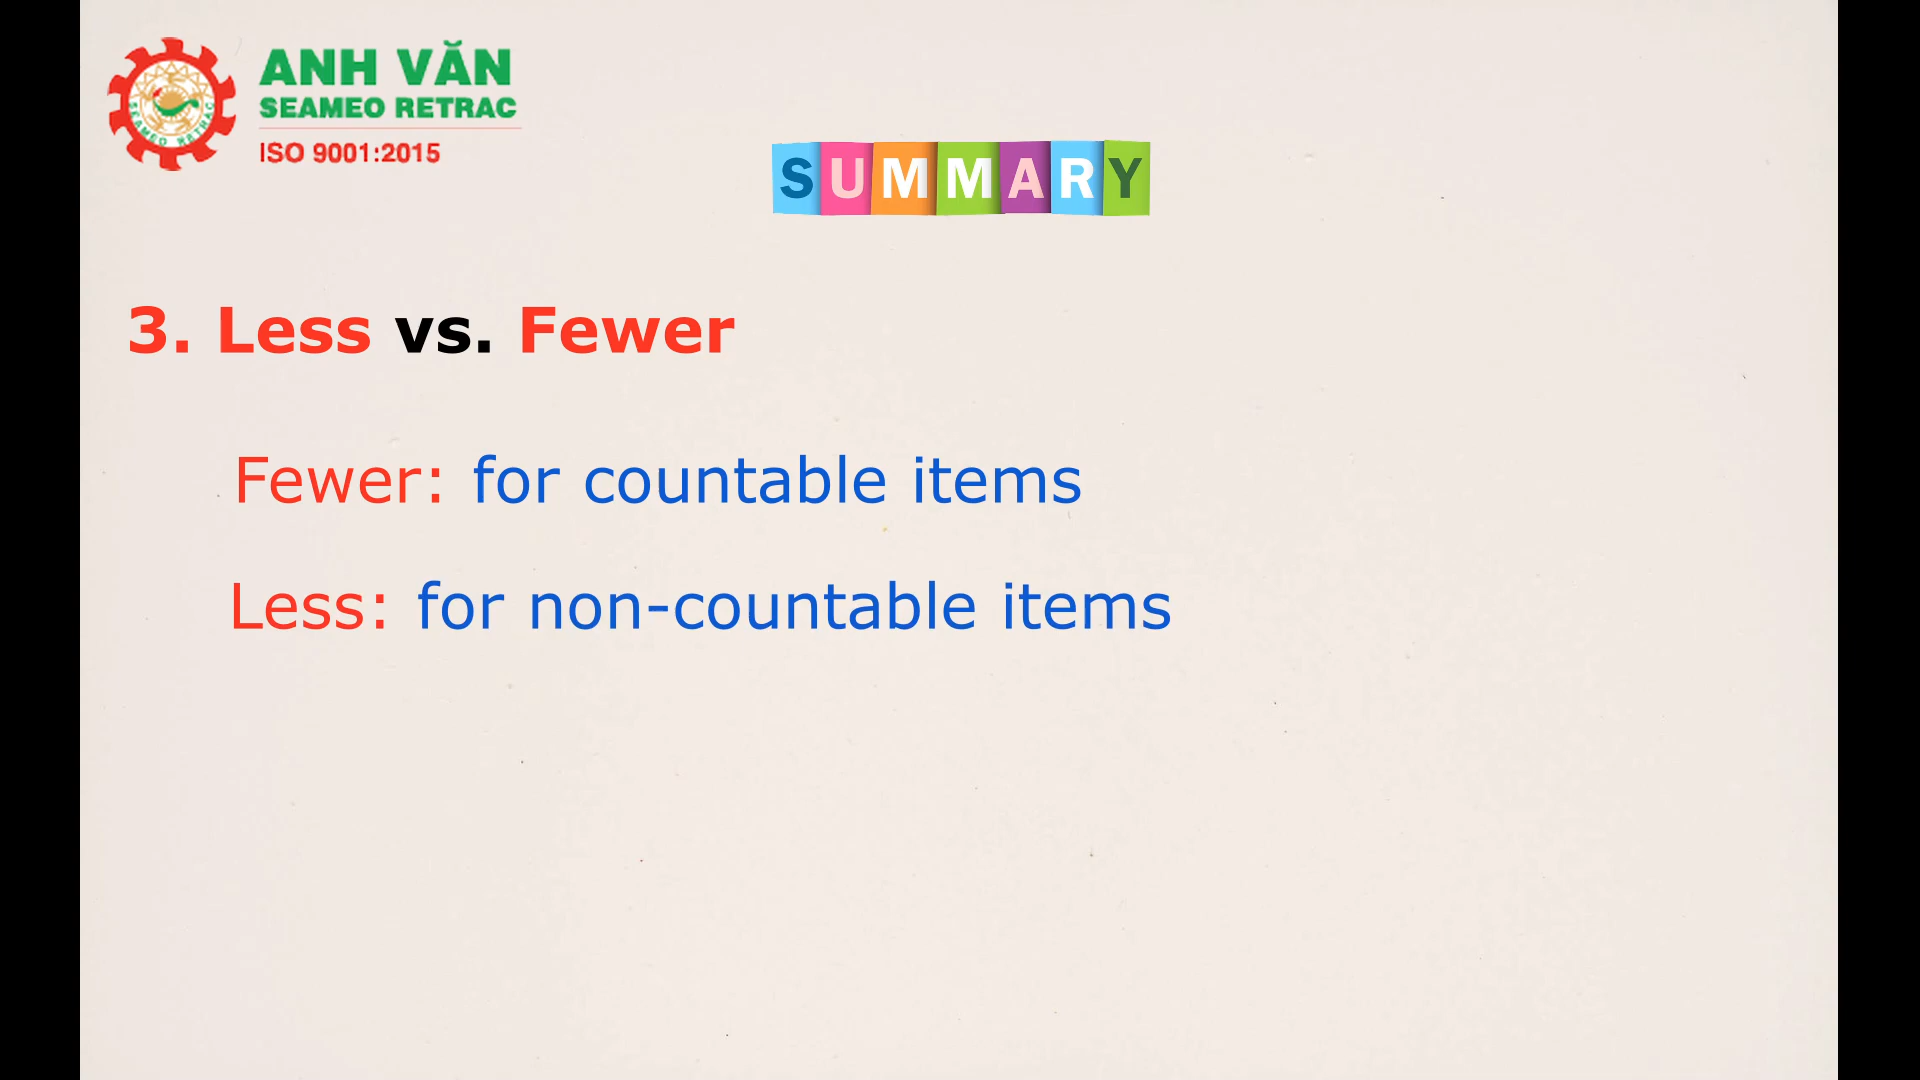 ANH VĂN
SEAMEO RETRAC
ISO 9001:2015
SUMMARY
3. Less vs. Fewer
Fewer: for countable items
Less: for non-countable items